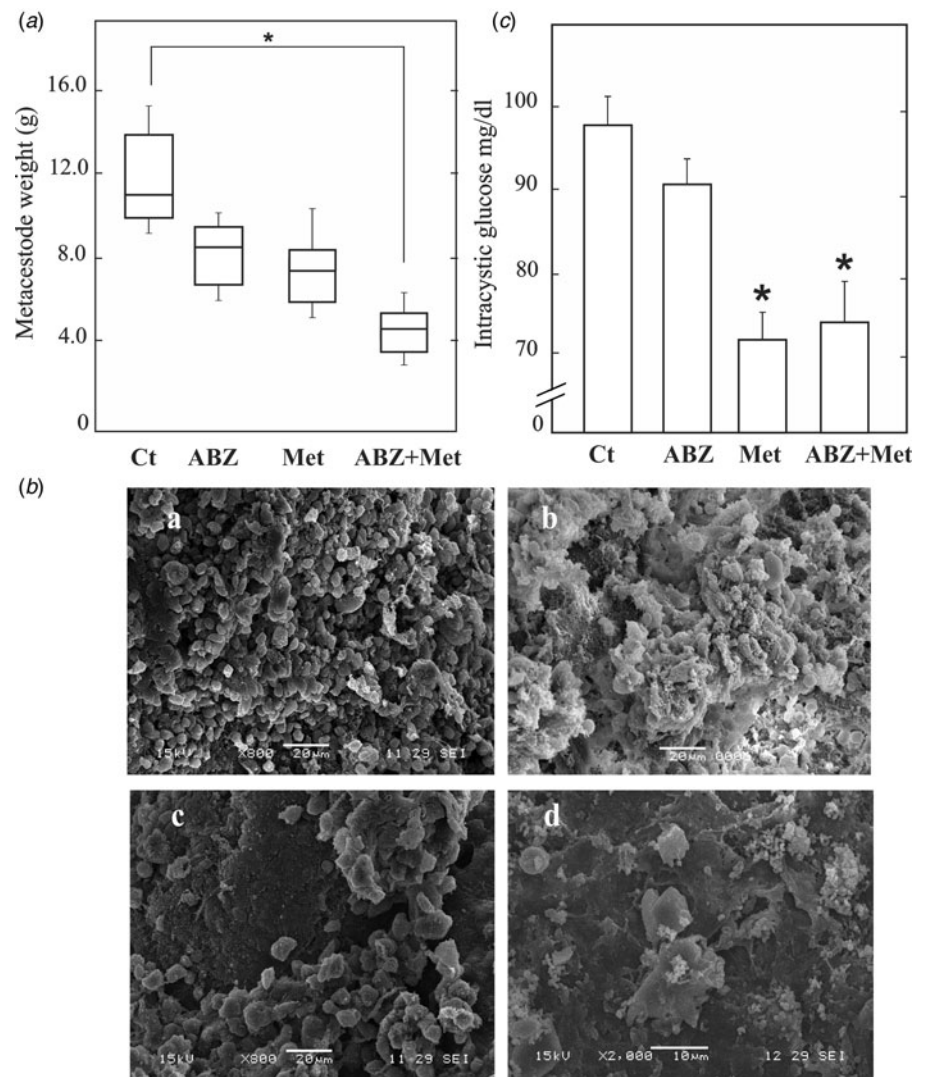 (a)
*
Metacestode weight (g)
16.0
12.0
8.0
4.0
0
Ct ABZ Met ABZ+Met
(c)
Intracystic glucose mg/dl
100
90
80
70
0
* *
Ct ABZ Met ABZ+Met
(b)
a
15kV X800 20μm 11 29 SEI
b
20μm
c
15kV X800 20μm 11 29 SEI
d
15kV X2,000 10μm 12 29 SEI